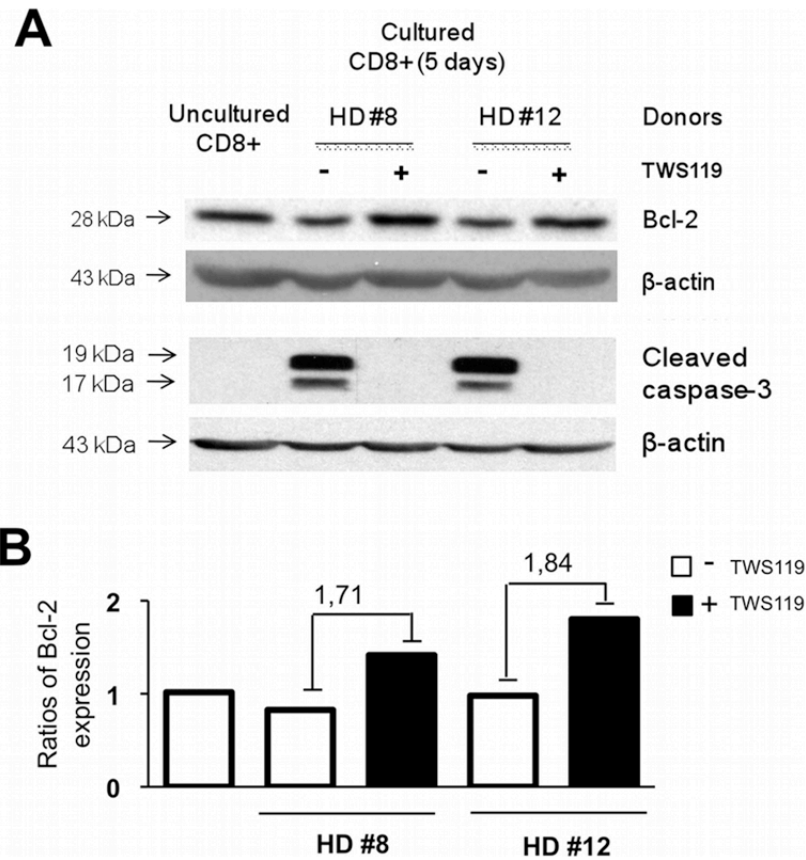 A
Cultured
CD8+ (5 days)
Uncultured
CD8+
HD #8
HD #12
Donors
- + - + TWS119
28 kDa → Bcl-2
43 kDa → β-actin
19 kDa →
17 kDa →
Cleaved
caspase-3
43 kDa → β-actin
B
Ratios of Bcl-2
expression
2
1
0
1,71
1,84
- TWS119
+ TWS119
HD #8
HD #12